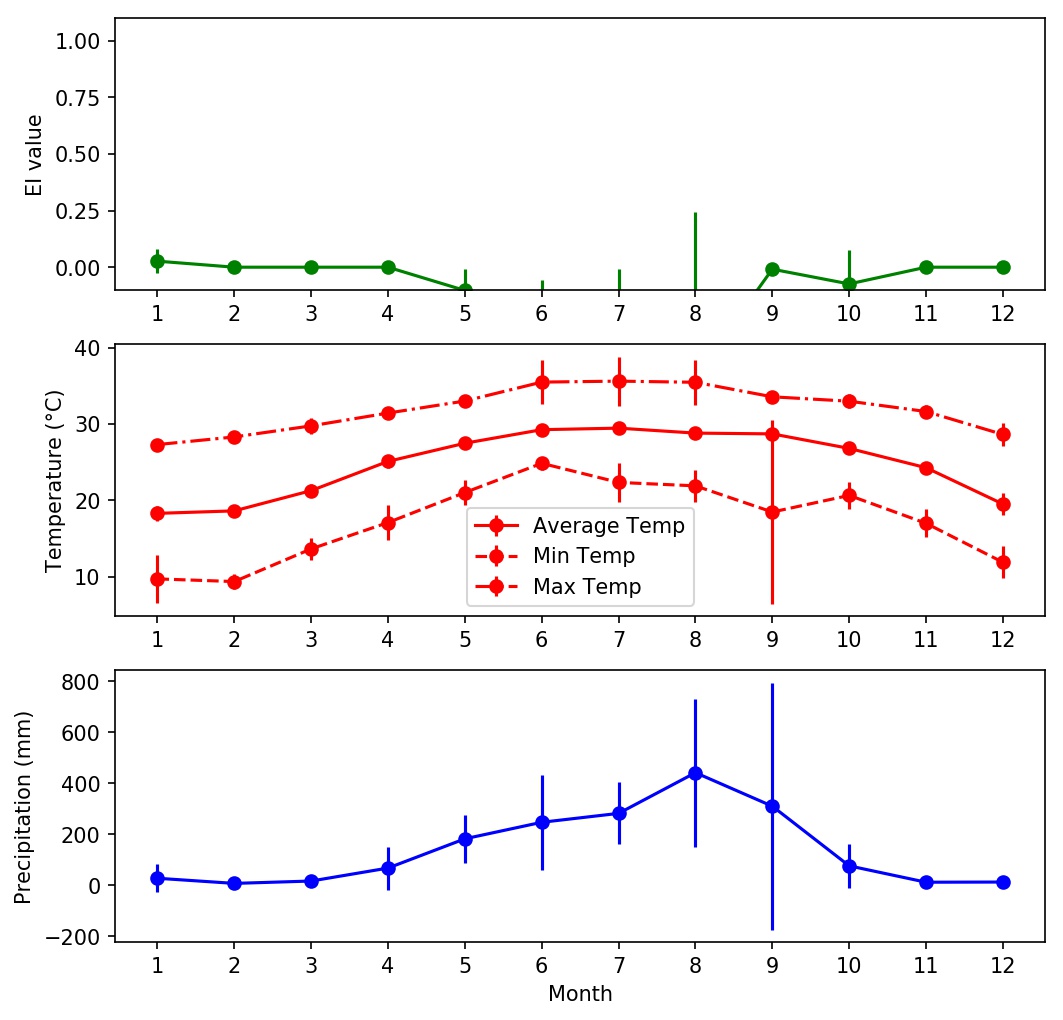 1.00
0.75
0.50
0.25
0.00
EI value
1 2 3 4 5 6 7 8 9 10 11 12
40
30
20
10
Temperature (°C)
Average Temp
Min Temp
Max Temp
1 2 3 4 5 6 7 8 9 10 11 12
800
600
400
200
0
−200
Precipitation (mm)
1 2 3 4 5 6 7 8 9 10 11 12
Month